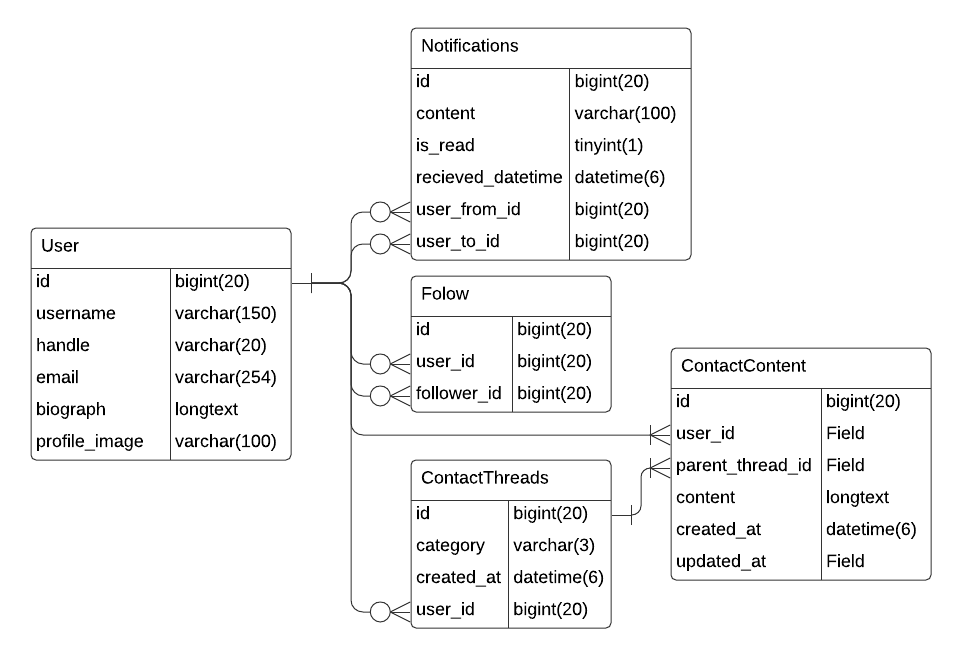 Notifications
id bigint(20)
content varchar(100)
is_read tinyint(1)
recieved_datetime datetime(6)
user_from_id bigint(20)
user_to_id bigint(20)
User
id bigint(20)
username varchar(150)
handle varchar(20)
email varchar(254)
biograph longtext
profile_image varchar(100)
Folow
id bigint(20)
user_id bigint(20)
follower_id bigint(20)
ContactContent
id bigint(20)
user_id Field
parent_thread_id Field
content longtext
created_at datetime(6)
updated_at Field
ContactThreads
id bigint(20)
category varchar(3)
created_at datetime(6)
user_id bigint(20)